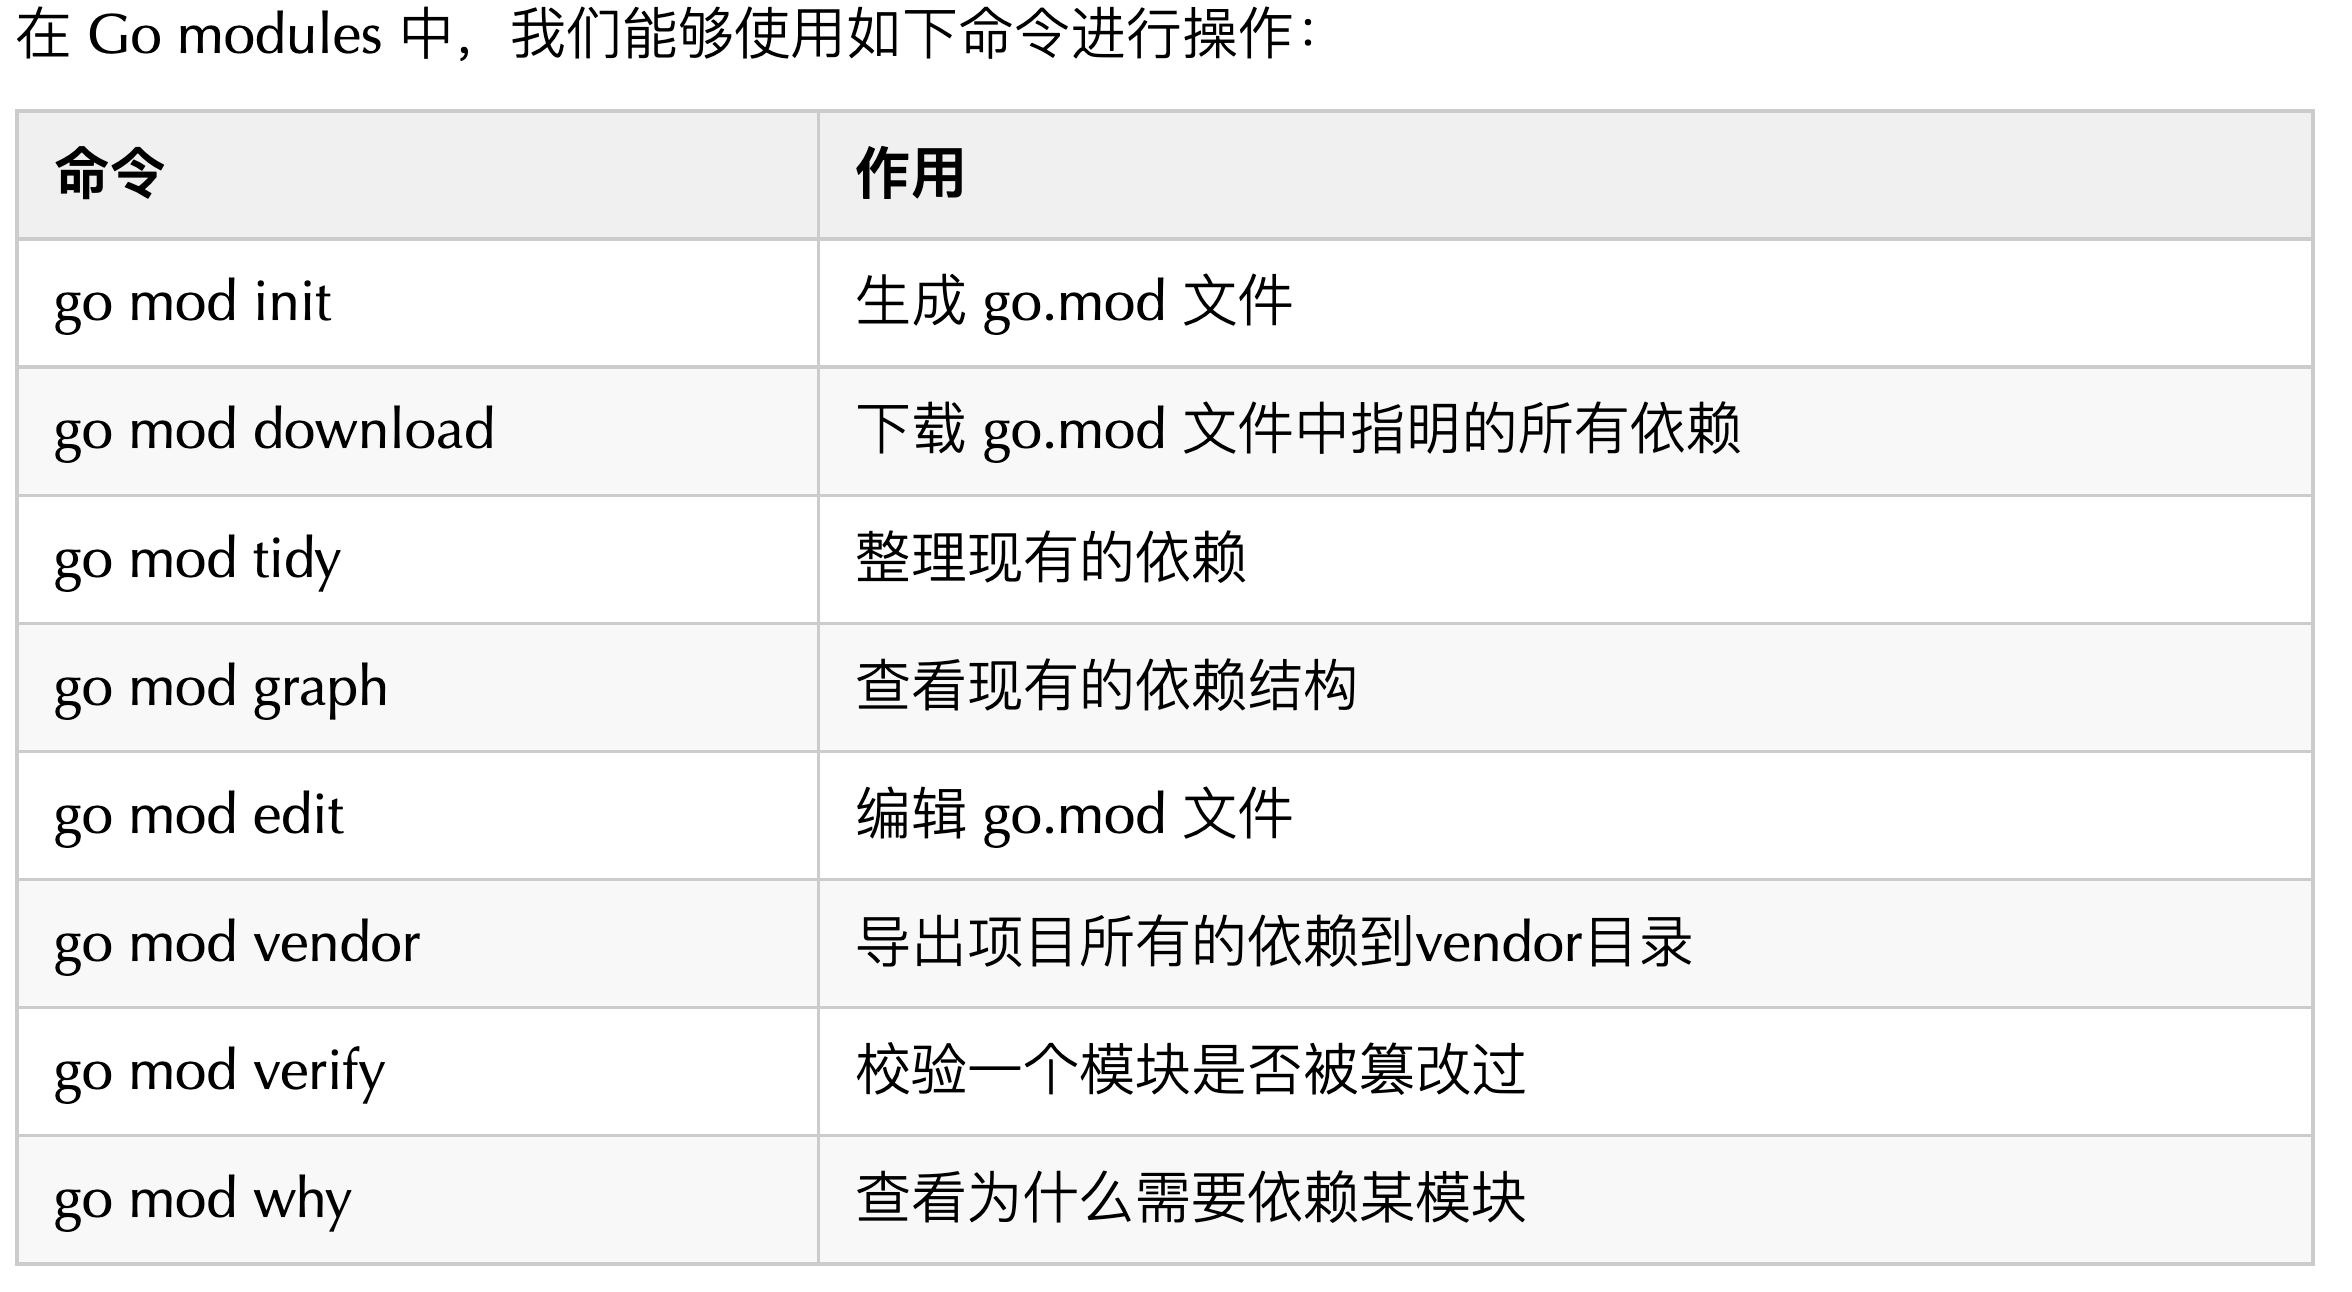 在 Go modules 中，我们能够使用如下命令进行操作：
命令 作用
go mod init 生成 go.mod 文件
go mod download 下载 go.mod 文件中指明的所有依赖
go mod tidy 整理现有的依赖
go mod graph 查看现有的依赖结构
go mod edit 编辑 go.mod 文件
go mod vendor 导出项目所有的依赖到vendor目录
go mod verify 校验一个模块是否被篡改过
go mod why 查看为什么需要依赖某模块